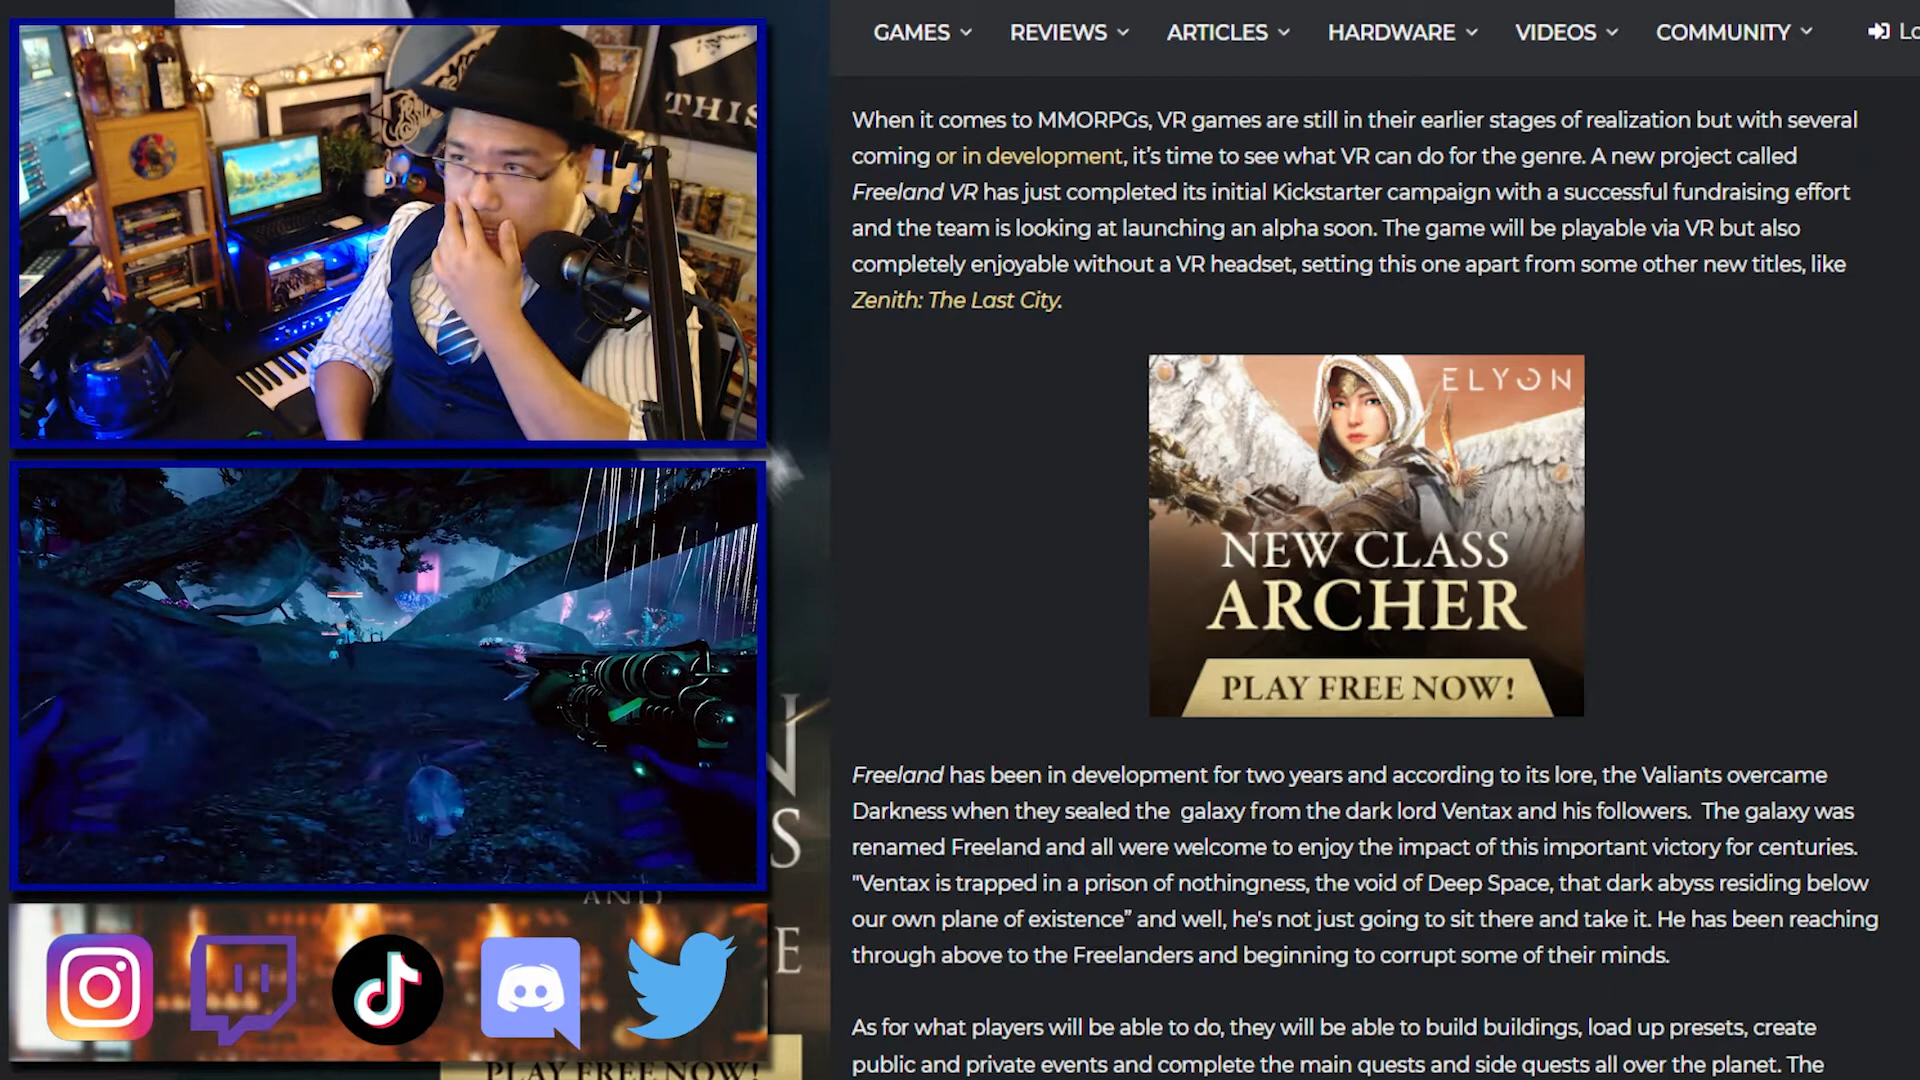 GAMES REVIEWS ARTICLES HARDWARE VIDEOS COMMUNITY
THIS
When it comes to MMORPGs, VR games are still in their earlier stages of realization but with several
coming or in development, it's time to see what VR can do for the genre. A new project called
Freeland VR has just completed its initial Kickstarter campaign with a successful fundraising effort
and the team is looking at launching an alpha soon. The game will be playable via VR but also
completely enjoyable without a VR headset, setting this one apart from some other new titles, like
Zenith: The Last City.
ELYON
NEW CLASS
ARCHER
PLAY FREE NOW!
Freeland has been in development for two years and according to its lore, the Valiants overcame
Darkness when they sealed the galaxy from the dark lord Ventax and his followers. The galaxy was
renamed Freeland and all were welcome to enjoy the impact of this important victory for centuries.
"Ventax is trapped in a prison of nothingness, the void of Deep Space, that dark abyss residing below
our own plane of existence” and well, he's not just going to sit there and take it. He has been reaching
through above to the Freelanders and beginning to corrupt some of their minds.
As for what players will be able to do, they will be able to build buildings, load up presets, create
public and private events and complete the main quests and side quests all over the planet. The
N
S
AND
E
PLAY FREE NOW!